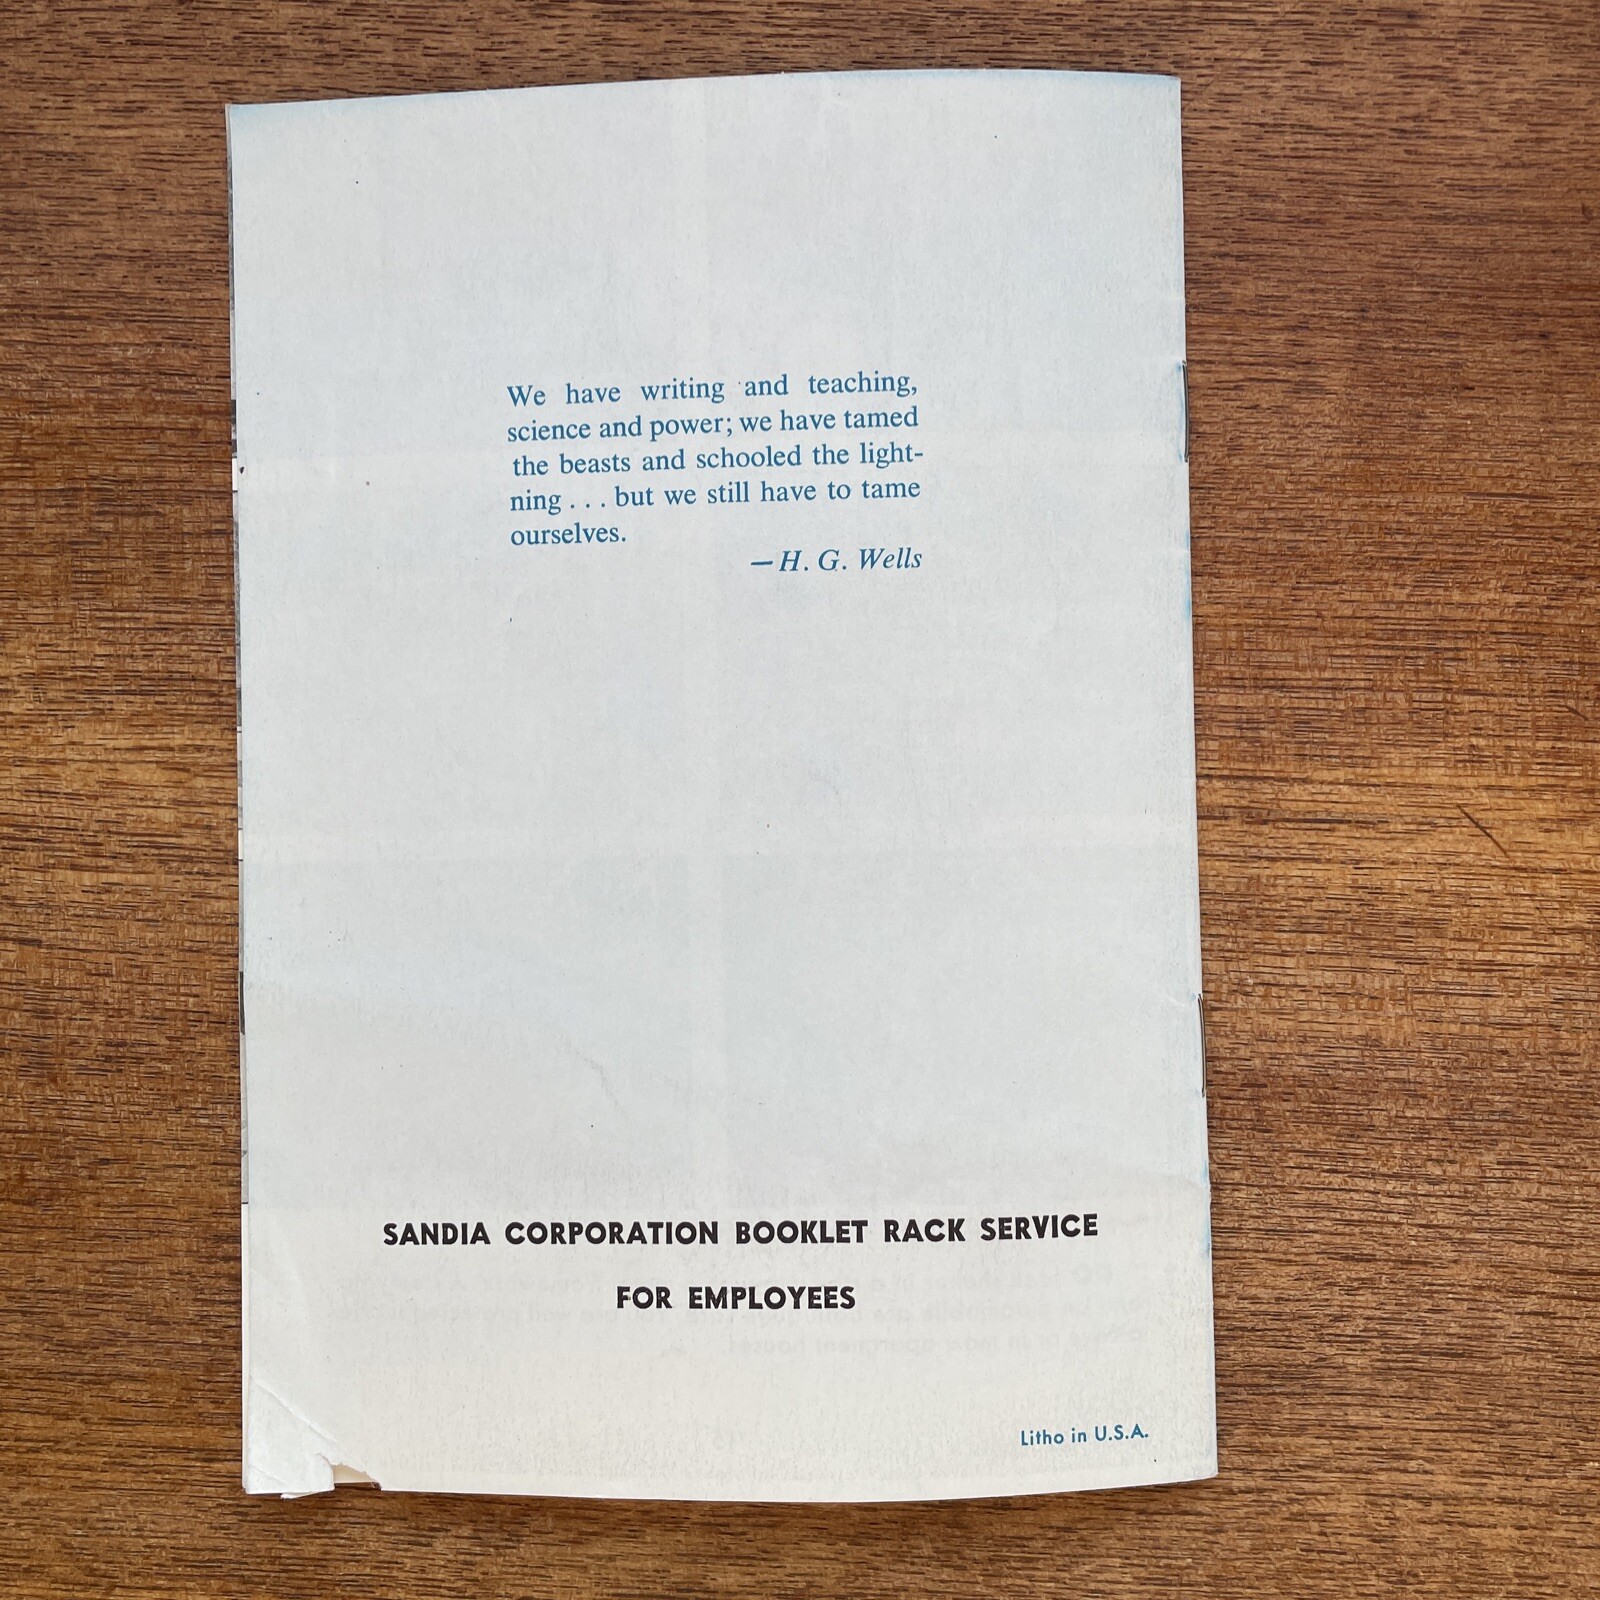 We have writing and teaching,
science and power; we have tamed
the beasts and schooled the light-
ning . . . but we still have to tame
ourselves.
—H. G. Wells
SANDIA CORPORATION BOOKLET RACK SERVICE
FOR EMPLOYEES
Litho in U.S.A.